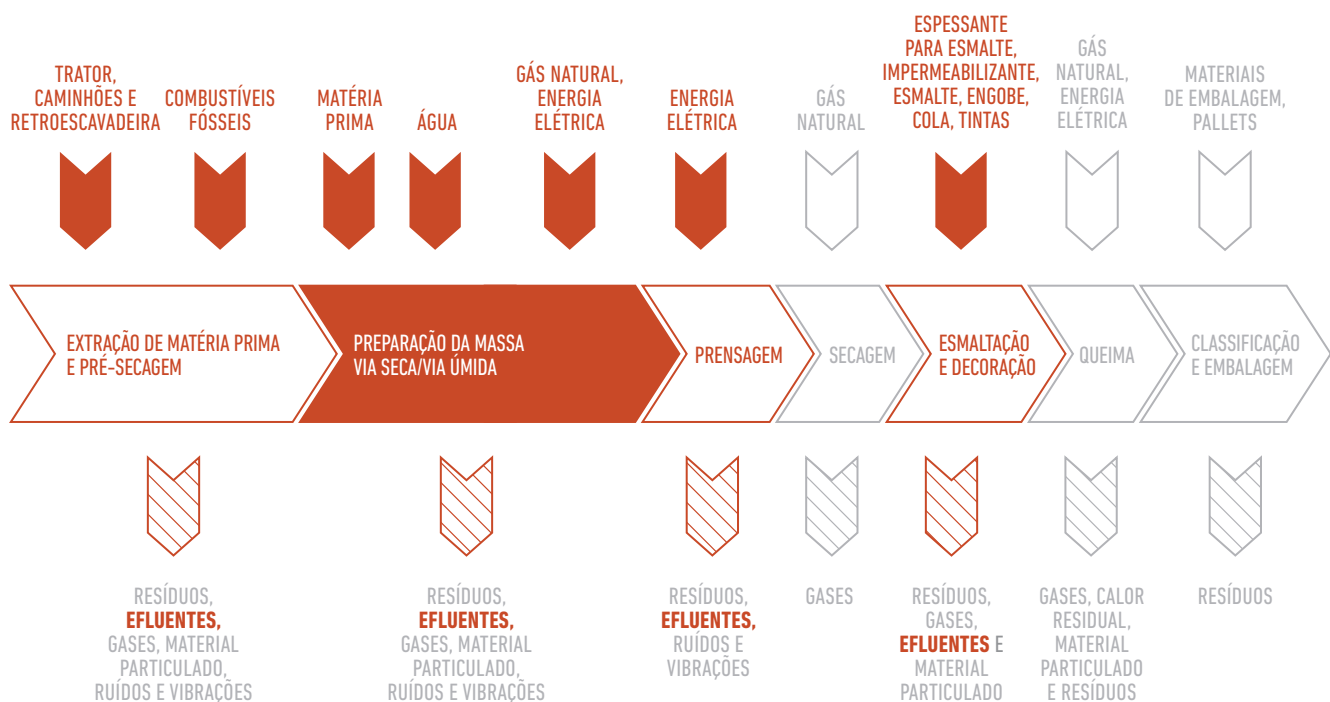 TRATOR,
CAMINHÕES E
RETROESCAVADEIRA
COMBUSTÍVEIS
FÓSSEIS
MATÉRIA
PRIMA
ÁGUA
GÁS NATURAL,
ENERGIA
ELÉTRICA
ENERGIA
ELÉTRICA
GÁS
NATURAL
ESPESSANTE
PARA ESMALTE,
IMPERMEABILIZANTE,
ESMALTE, ENGOBE,
COLA, TINTAS
GÁS
NATURAL,
ENERGIA
ELÉTRICA
MATERIAIS
DE EMBALAGEM,
PALLETS
EXTRAÇÃO DE MATÉRIA PRIMA
E PRÉ-SECAGEM
PREPARAÇÃO DA MASSA
VIA SECA/VIA ÚMIDA
PRENSAGEM
SECAGEM
ESMALTAÇÃO
E DECORAÇÃO
QUEIMA
CLASSIFICAÇÃO
E EMBALAGEM
RESÍDUOS,
EFLUENTES,
GASES, MATERIAL
PARTICULADO,
RUÍDOS E VIBRAÇÕES
RESÍDUOS,
EFLUENTES,
GASES, MATERIAL
PARTICULADO,
RUÍDOS E VIBRAÇÕES
RESÍDUOS,
EFLUENTES,
RUÍDOS E
VIBRAÇÕES
GASES
RESÍDUOS,
GASES,
EFLUENTES E
MATERIAL
PARTICULADO
GASES, CALOR
RESIDUAL,
MATERIAL
PARTICULADO
E RESÍDUOS
RESÍDUOS